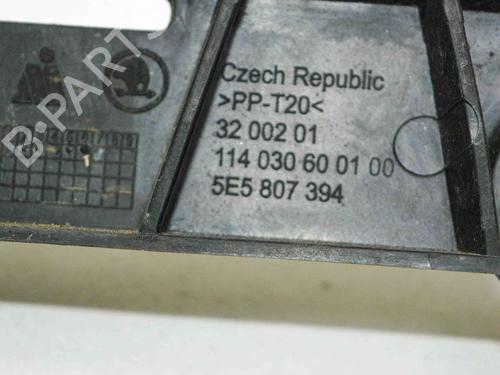 B-PARTS
Czech Republic
>PP-T20<
32 002 01
114 030 60 01 00
5E5 807 394